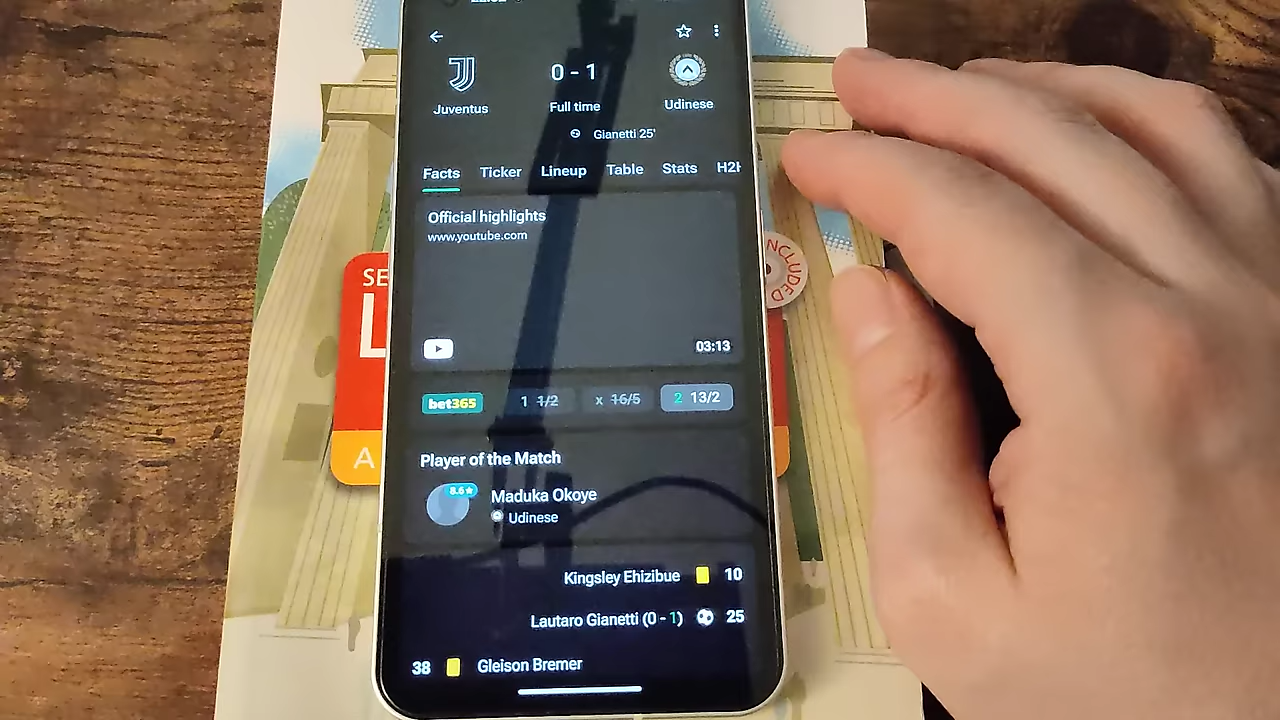 Juventus
0 - 1
Full time
Udinese
Gianetti 25'
Facts Ticker Lineup Table Stats H2H
Official highlights
www.youtube.com
03:13
bet365 1 1/2 x 16/5 2 13/2
Player of the Match
8.6
Maduka Okoye
Udinese
Kingsley Ehizibue 10
Lautaro Gianetti (0 - 1) 25
38 Gleison Bremer
SE
L
A
INCLUDED